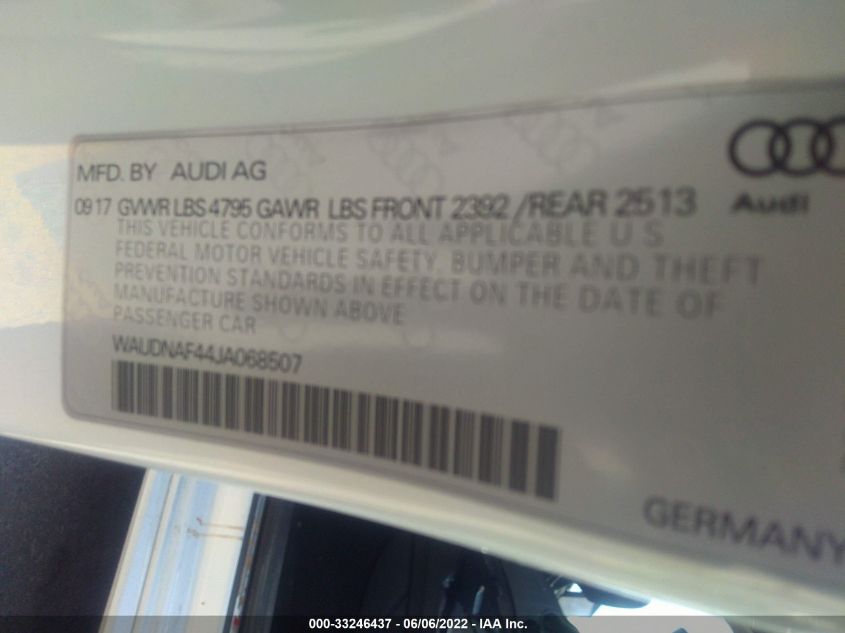 MFD. BY AUDI AG
Audi
09 17 GVWR LBS 4795 GAWR LBS FRONT 2392 / REAR 2513
THIS VEHICLE CONFORMS TO ALL APPLICABLE U S
FEDERAL MOTOR VEHICLE SAFETY, BUMPER AND THEFT
PREVENTION STANDARDS IN EFFECT ON THE DATE OF
MANUFACTURE SHOWN ABOVE
PASSENGER CAR
WAUDNAF44JA068507
GERMANY
000-33246437 - 06/06/2022 - IAA Inc.